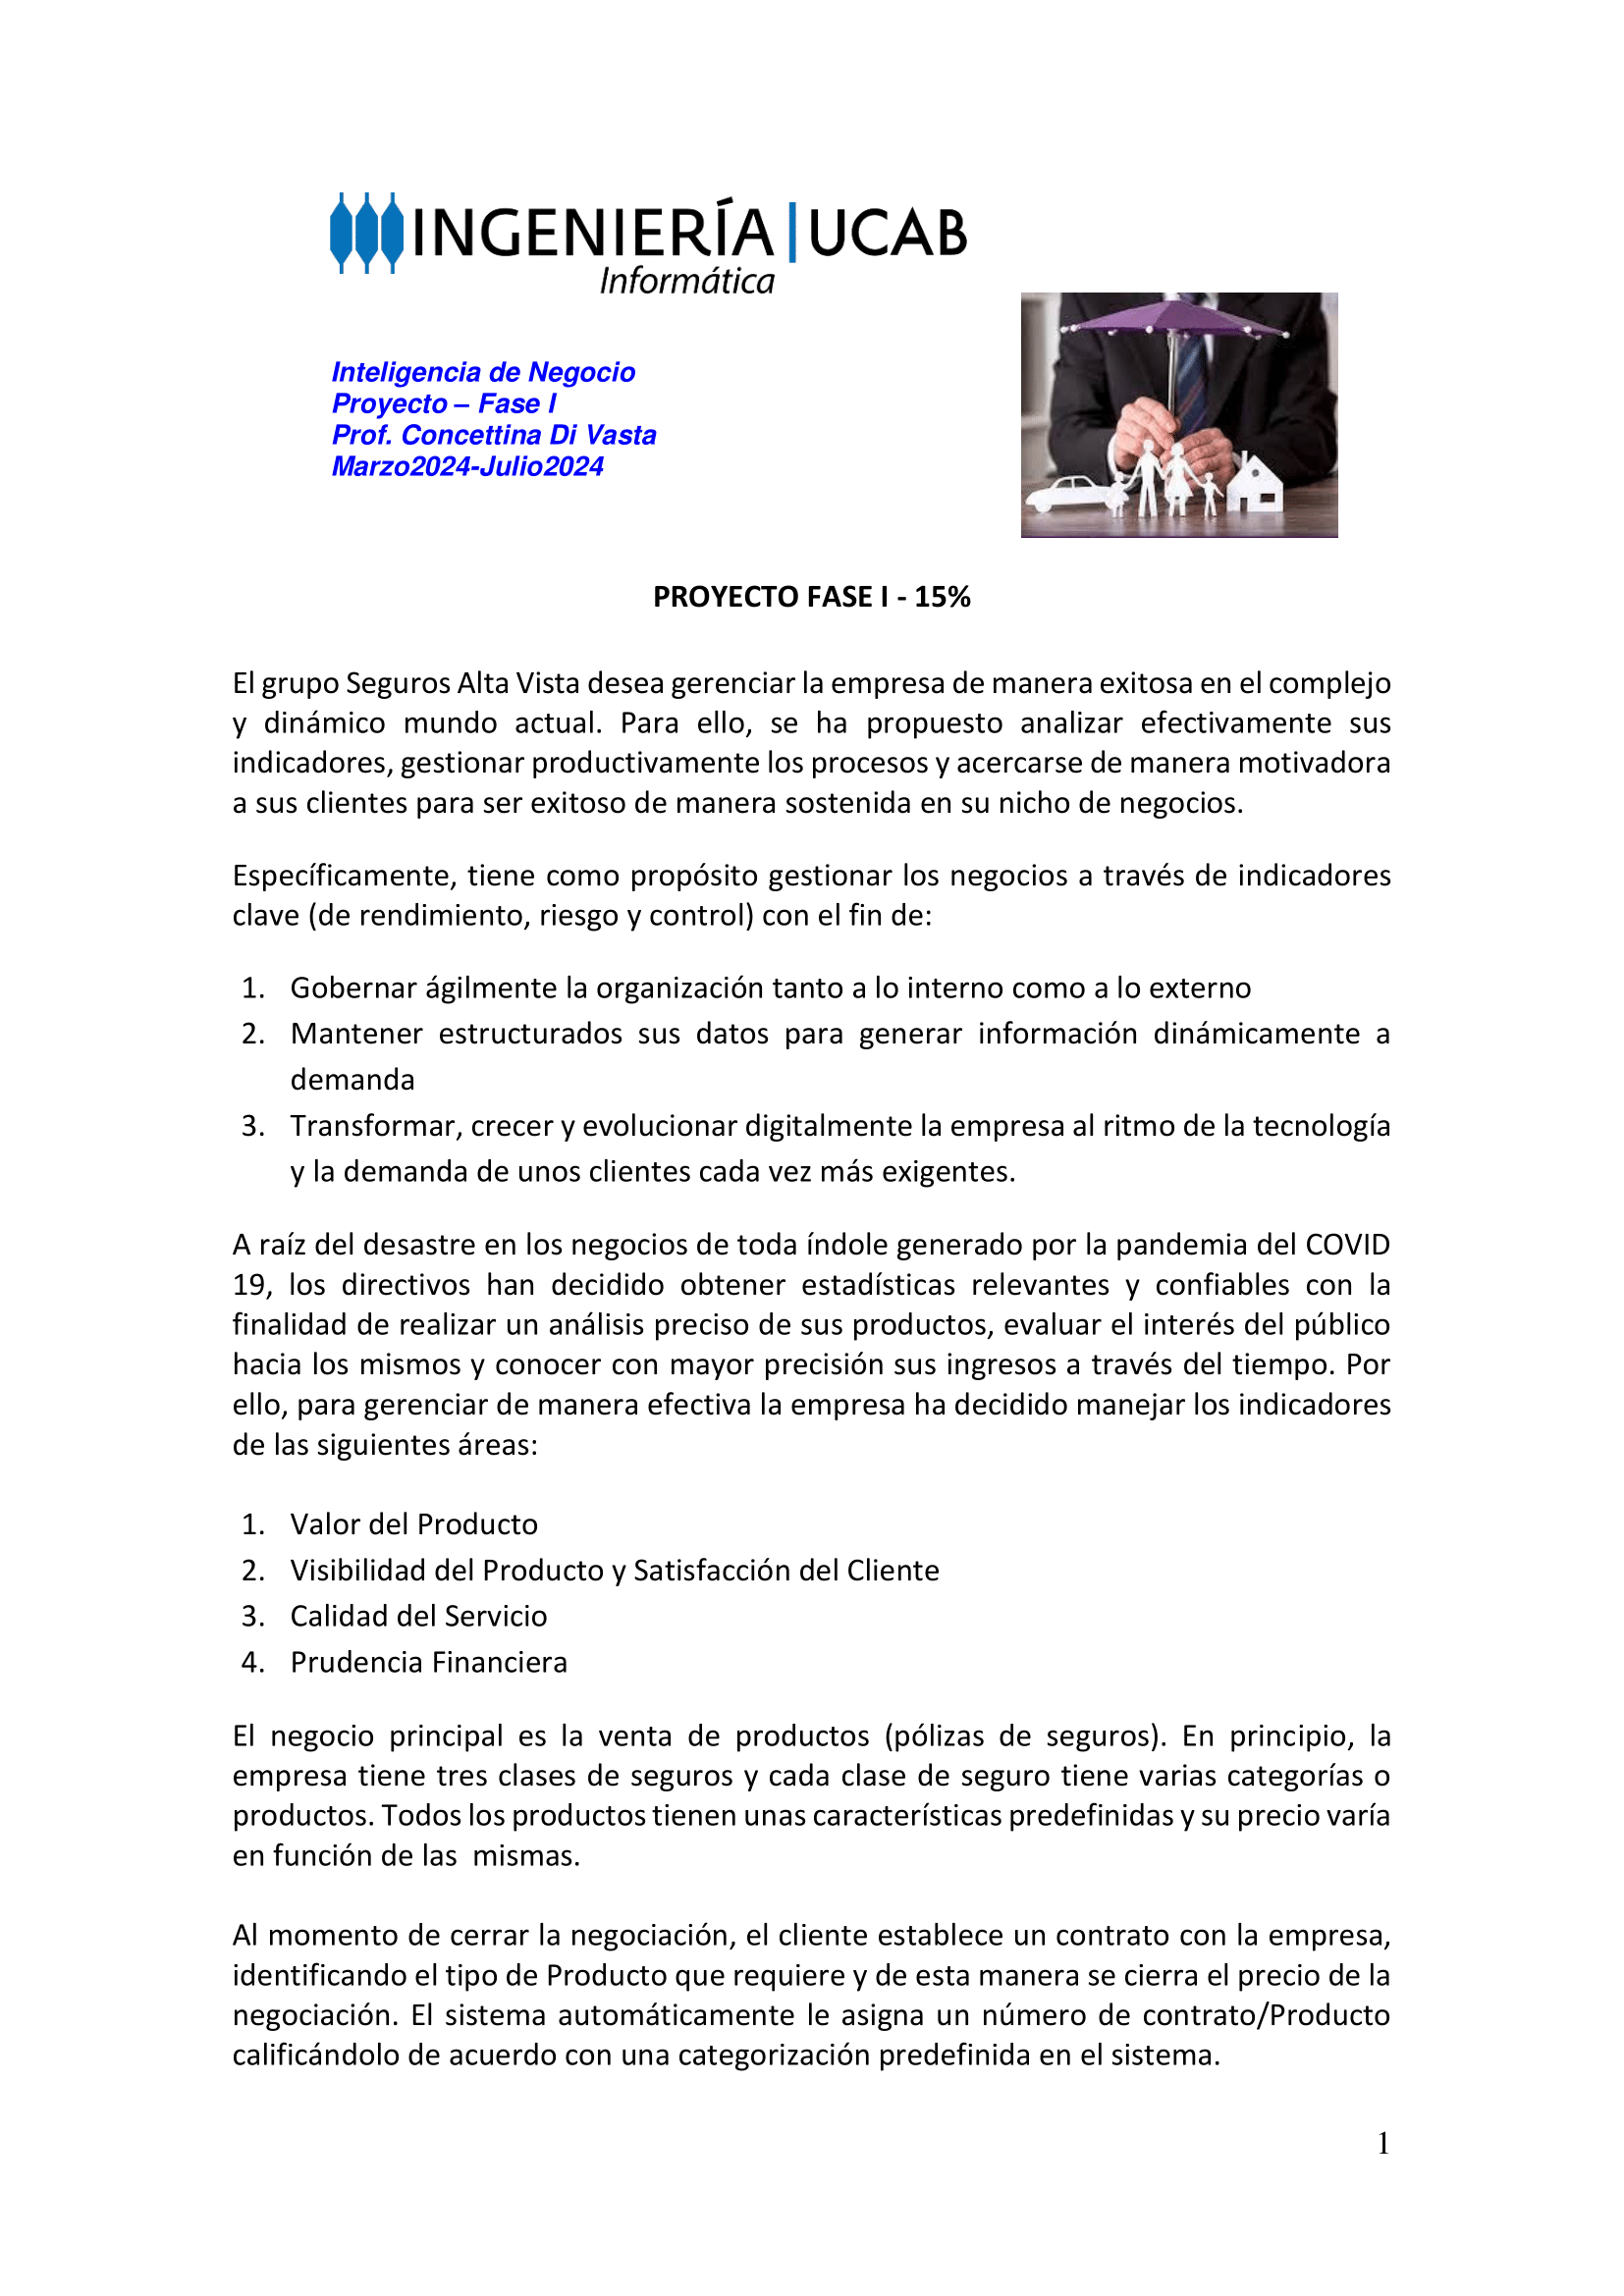 INGENIERÍA|UCAB
Informática
Inteligencia de Negocio
Proyecto – Fase I
Prof. Concettina Di Vasta
Marzo2024-Julio2024
PROYECTO FASE I - 15%
El grupo Seguros Alta Vista desea gerenciar la empresa de manera exitosa en el complejo
y dinámico mundo actual. Para ello, se ha propuesto analizar efectivamente sus
indicadores, gestionar productivamente los procesos y acercarse de manera motivadora
a sus clientes para ser exitoso de manera sostenida en su nicho de negocios.
Específicamente, tiene como propósito gestionar los negocios a través de indicadores
clave (de rendimiento, riesgo y control) con el fin de:
1. Gobernar ágilmente la organización tanto a lo interno como a lo externo
2. Mantener estructurados sus datos para generar información dinámicamente a
demanda
3. Transformar, crecer y evolucionar digitalmente la empresa al ritmo de la tecnología
y la demanda de unos clientes cada vez más exigentes.
A raíz del desastre en los negocios de toda índole generado por la pandemia del COVID
19, los directivos han decidido obtener estadísticas relevantes y confiables con la
finalidad de realizar un análisis preciso de sus productos, evaluar el interés del público
hacia los mismos y conocer con mayor precisión sus ingresos a través del tiempo. Por
ello, para gerenciar de manera efectiva la empresa ha decidido manejar los indicadores
de las siguientes áreas:
1. Valor del Producto
2. Visibilidad del Producto y Satisfacción del Cliente
3. Calidad del Servicio
4. Prudencia Financiera
El negocio principal es la venta de productos (pólizas de seguros). En principio, la
empresa tiene tres clases de seguros y cada clase de seguro tiene varias categorías o
productos. Todos los productos tienen unas características predefinidas y su precio varía
en función de las  mismas.
Al momento de cerrar la negociación, el cliente establece un contrato con la empresa,
identificando el tipo de Producto que requiere y de esta manera se cierra el precio de la
negociación. El sistema automáticamente le asigna un número de contrato/Producto
calificándolo de acuerdo con una categorización predefinida en el sistema.
1